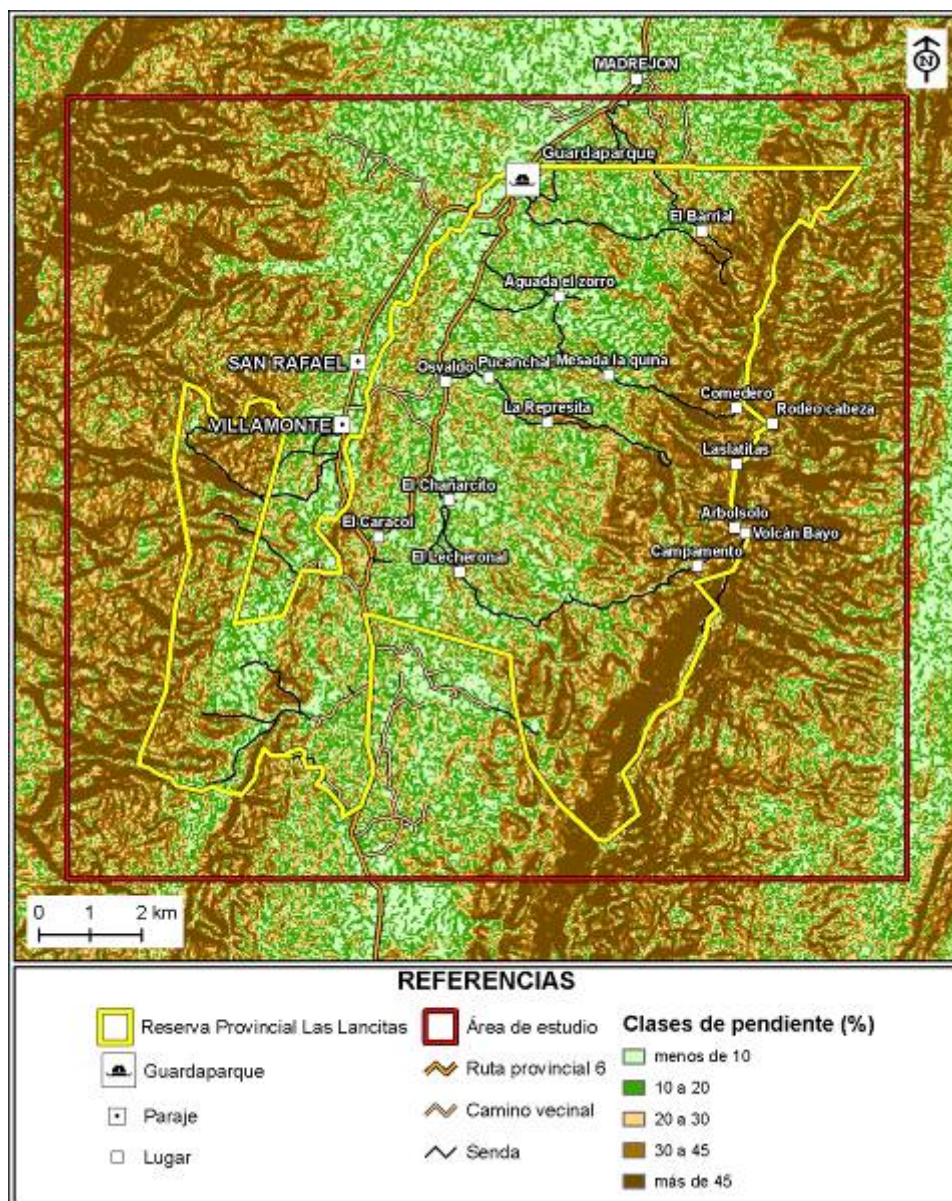 N
MADREJON
Guardaparque
El Barrial
Aguada el zorro
SAN RAFAEL
Osvaldo
Pucanchal
Mesada la quina
Comedero
Rodeo cabeza
La Represita
VILLAMONTE
Laslatitas
El Chañarcito
El Caracol
Arbolsolo
Volcán Bayo
Campamento
El Lecheronal
0 1 2 km
REFERENCIAS
Reserva Provincial Las Lancitas
Guardaparque
Paraje
Lugar
Área de estudio
Ruta provincial 6
Camino vecinal
Senda
Clases de pendiente (%)
menos de 10
10 a 20
20 a 30
30 a 45
más de 45